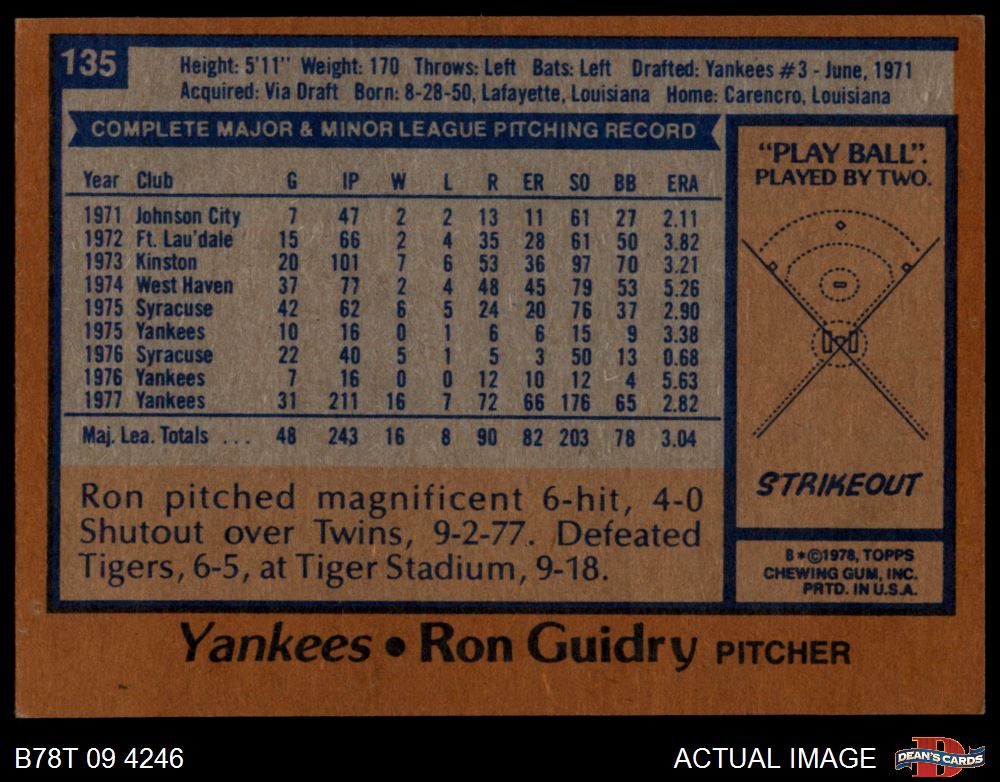 135
Height: 5'11" Weight: 170 Throws: Left Bats: Left Drafted: Yankees #3 - June, 1971
Acquired: Via Draft Born: 8-28-50, Lafayette, Louisiana Home: Carencro, Louisiana
COMPLETE MAJOR & MINOR LEAGUE PITCHING RECORD
Year Club G IP W L R ER SO BB ERA
1971 Johnson City 7 47 2 2 13 11 61 27 2.11
1972 Ft. Lau'dale 15 66 2 4 35 28 61 50 3.82
1973 Kinston 20 101 7 6 53 36 97 70 3.21
1974 West Haven 37 77 2 4 48 45 79 53 5.26
1975 Syracuse 42 62 6 5 24 20 76 37 2.90
1975 Yankees 10 16 0 1 6 6 15 9 3.38
1976 Syracuse 22 40 5 1 5 3 50 13 0.68
1976 Yankees 7 16 0 0 12 10 12 4 5.63
1977 Yankees 31 211 16 7 72 66 176 65 2.82
Maj. Lea. Totals ... 48 243 16 8 90 82 203 78 3.04
Ron pitched magnificent 6-hit, 4-0
Shutout over Twins, 9-2-77. Defeated
Tigers, 6-5, at Tiger Stadium, 9-18.
"PLAY BALL".
PLAYED BY TWO.
STRIKEOUT
B*©1978, TOPPS
CHEWING GUM, INC.
PRTD. IN U.S.A.
Yankees • Ron Guidry PITCHER
B78T 09 4246
ACTUAL IMAGE
D
DEAN'S CARDS